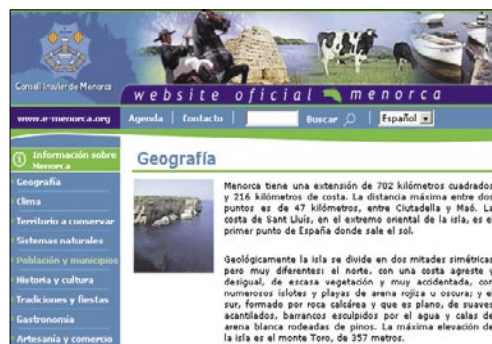 Consell Insular de Menorca
website oficial menorca
www.e-menorca.org
Agenda | Contacto | Buscar | Español
1 Información sobre Menorca
Geografía
Clima
Territorio a conservar
Sistemas naturales
Población y municipios
Historia y cultura
Tradiciones y fiestas
Gastronomía
Artesanía y comercio
Geografía
Menorca tiene una extensión de 702 kilómetros cuadrados
y 216 kilómetros de costa. La distancia máxima entre dos
puntos es de 47 kilómetros, entre Ciutadella y Maó. La
costa de Sant Lluís, en el extremo oriental de la isla, es el
primer punto de España donde sale el sol.
Geológicamente la isla se divide en dos mitades simétricas
pero muy diferentes: el norte, con una costa agreste y
desigual, de escasa vegetación y muy accidentada, con
numerosos islotes y playas de arena rojiza u oscura; y el
sur, formado por roca calcárea y que es plano, de suaves
acantilados, barrancos esculpidos por el agua y calas de
arena blanca rodeadas de pinos. La máxima elevación de
la isla es el monte Toro, de 357 metros.